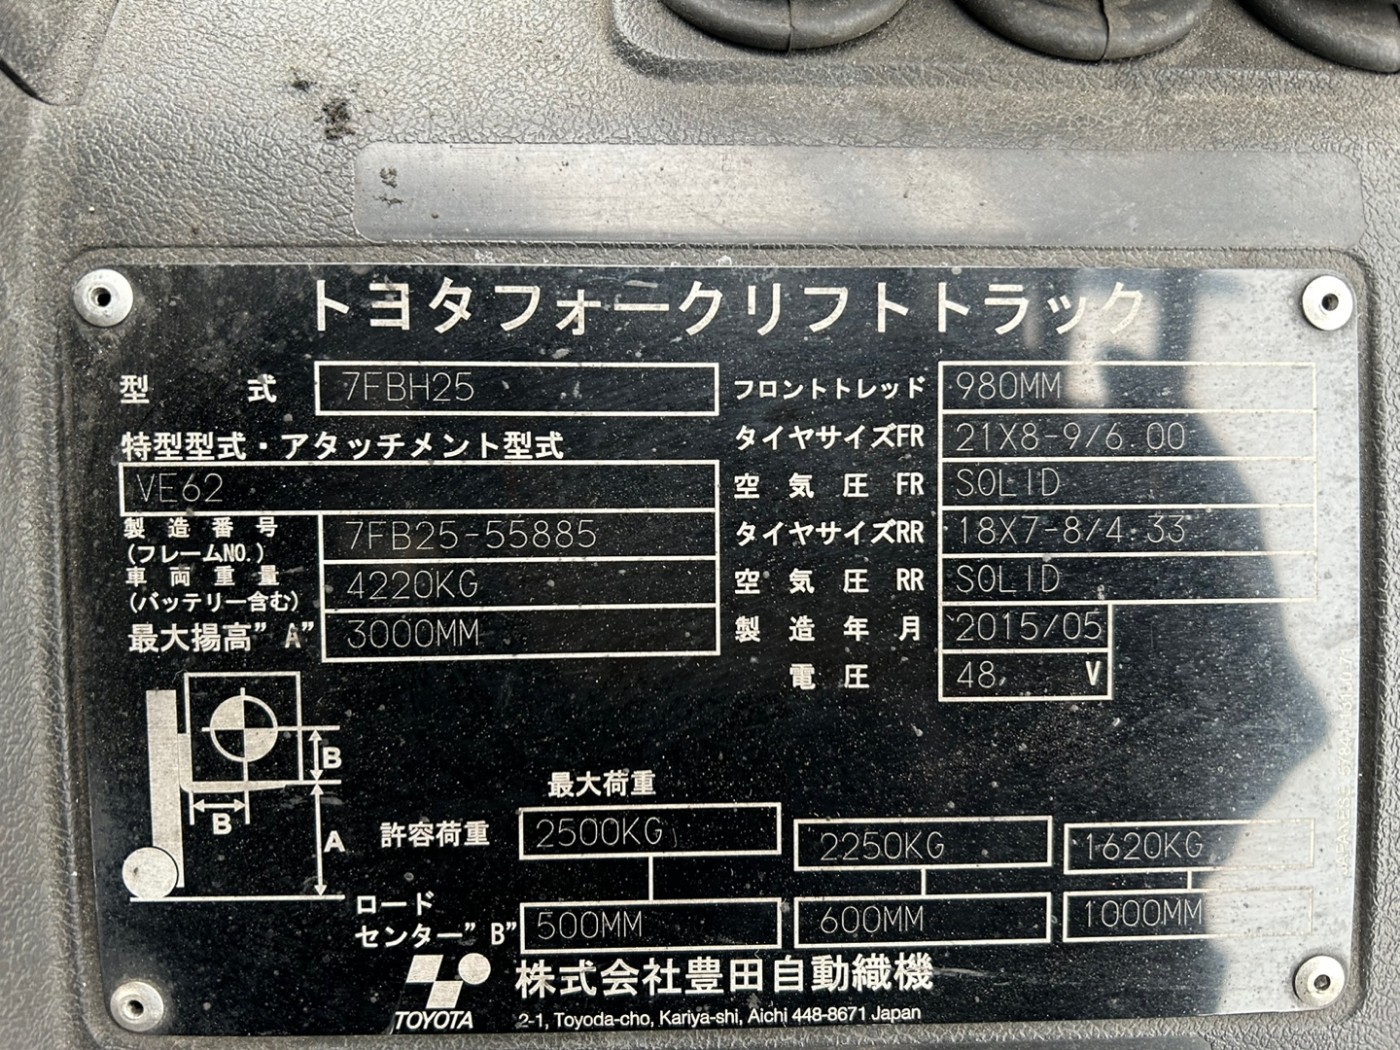 トヨタフォークリフトトラック
型 式 7FBH25
特型型式・アタッチメント型式
VE62
製造番号 7FB25-55885
(フレームNO.)
車両重量 4220KG
(バッテリー含む)
最大揚高"A" 3000MM
フロントトレッド 980MM
タイヤサイズFR 21X8-9/6.00
空気圧 FR SOLID
タイヤサイズRR 18X7-8/4.33
空気圧 RR SOLID
製造年月 2015/05
電圧 48 V
B
B
A
最大荷重
許容荷重 2500KG 2250KG 1620KG
ロード
センター"B" 500MM 600MM 1000MM
TOYOTA 株式会社豊田自動織機
2-1, Toyoda-cho, Kariya-shi, Aichi 448-8671 Japan